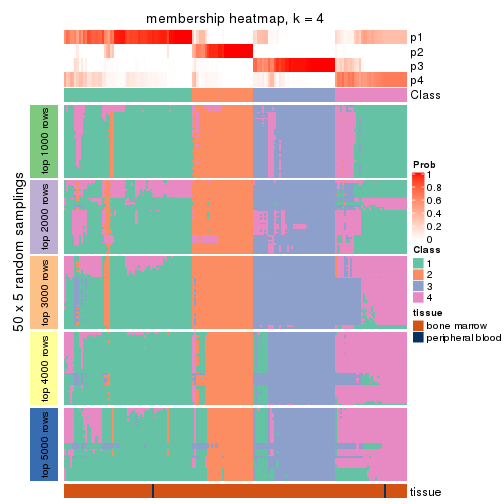 membership heatmap, k = 4
p1
p2
p3
p4
Class
50 x 5 random samplings
top 1000 rows
top 2000 rows
top 3000 rows
top 4000 rows
top 5000 rows
Prob
1
0.8
0.6
0.4
0.2
0
Class
1
2
3
4
tissue
bone marrow
peripheral blood
tissue